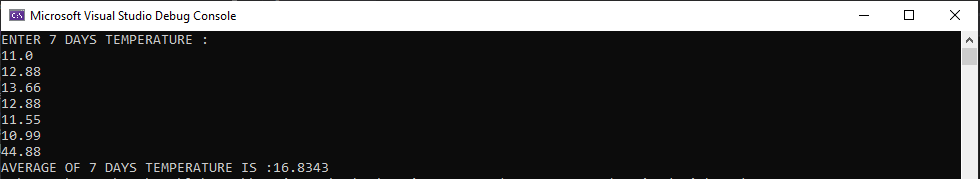 Microsoft Visual Studio Debug Console
ENTER 7 DAYS TEMPERATURE :
11.0
12.88
13.66
12.88
11.55
10.99
44.88
AVERAGE OF 7 DAYS TEMPERATURE IS :16.8343